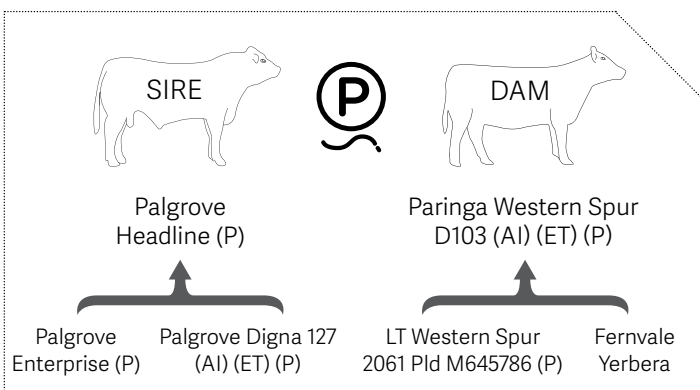 SIRE
P
DAM
Palgrove
Headline (P)
Paringa Western Spur
D103 (AI) (ET) (P)
Palgrove
Enterprise (P)
Palgrove Digna 127
(AI) (ET) (P)
LT Western Spur
2061 Pld M645786 (P)
Fernvale
Yerbera